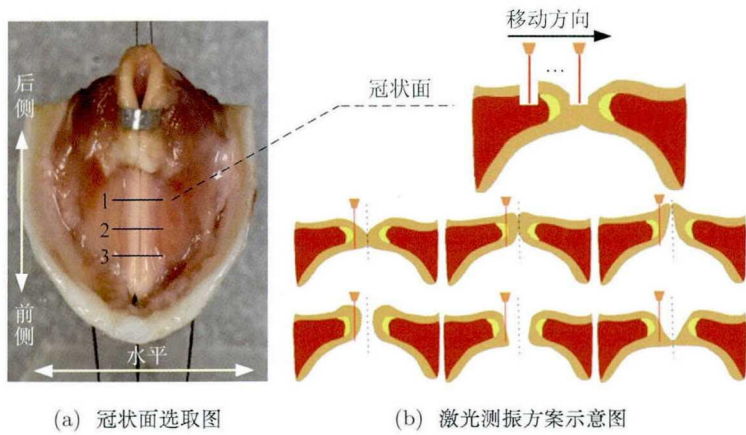 后侧
前侧
1
2
3
水平
移动方向
...
冠状面
(a) 冠状面选取图
(b) 激光测振方案示意图